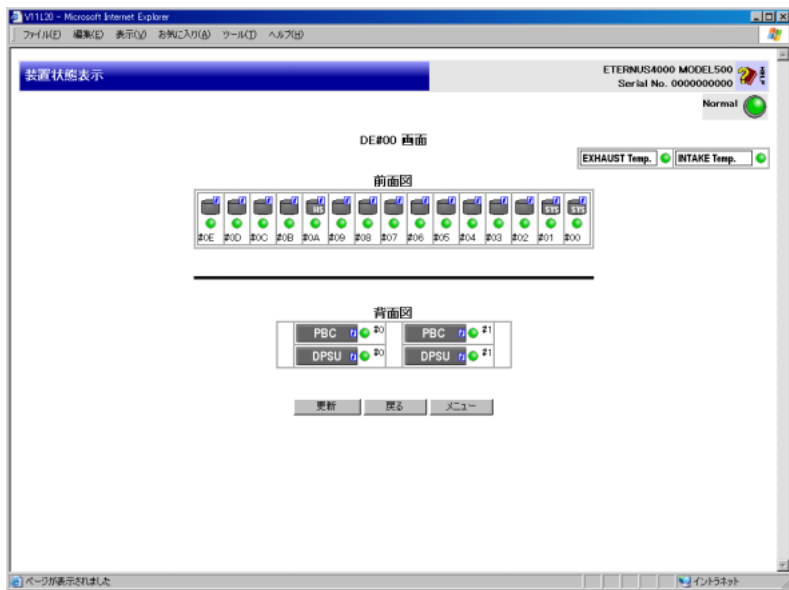 V11L20 - Microsoft Internet Explorer
ファイル(F) 編集(E) 表示(V) お気に入り(A) ツール(T) ヘルプ(H)
装置状態表示
ETERNUS4000 MODEL500
Serial No. 0000000000
Normal
DE#00 画面
EXHAUST Temp. INTAKE Temp.
前面図
HS SYS SYS
#0E #0D #0C #0B #0A #09 #08 #07 #06 #05 #04 #03 #02 #01 #00
背面図
PBC i #0 PBC i #1
DPSU i #0 DPSU i #1
更新 戻る メニュー
ページが表示されました イントラネット